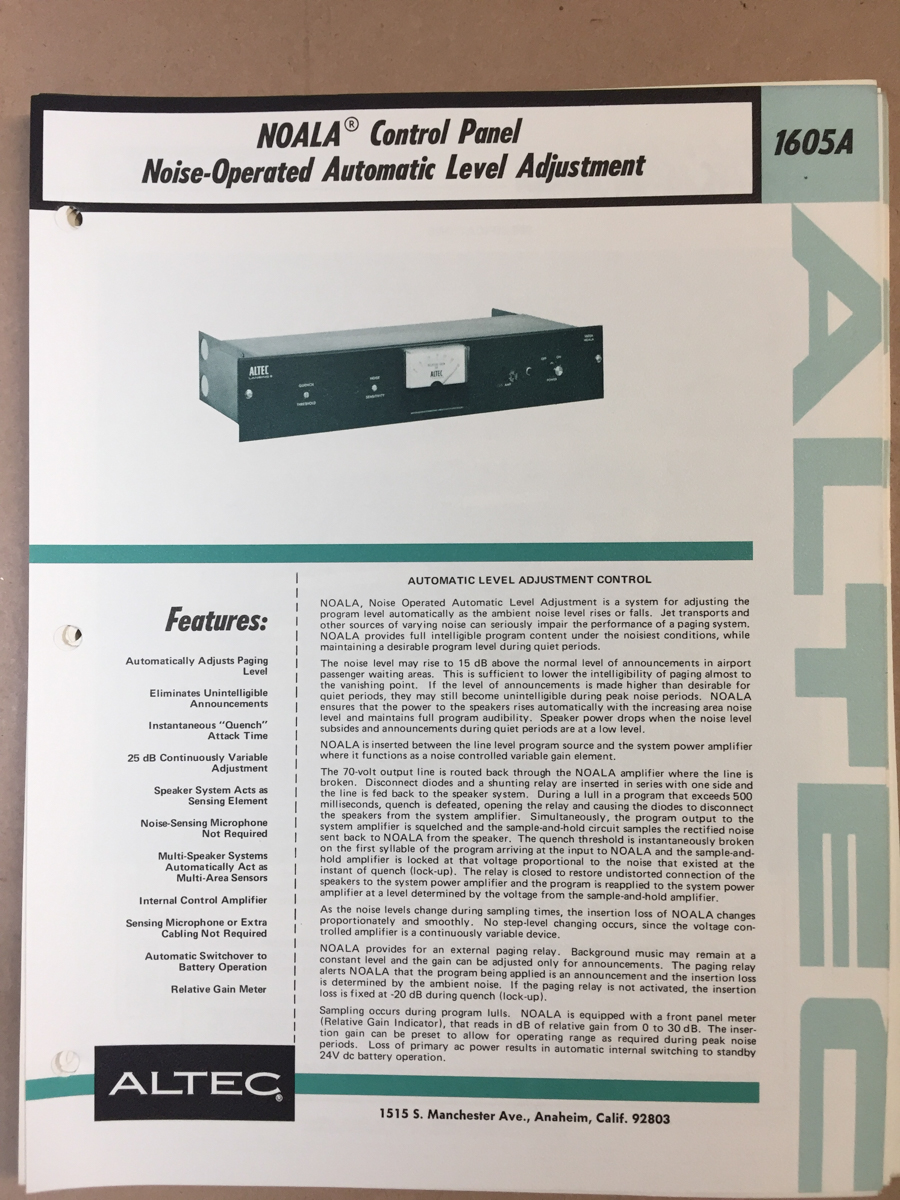 NOALA® Control Panel
Noise-Operated Automatic Level Adjustment
1605A
ALTEC
ALTEC
QUENCH
THRESHOLD
NOISE
SENSITIVITY
ALTEC
POWER
Features:
Automatically Adjusts Paging
Level
Eliminates Unintelligible
Announcements
Instantaneous "Quench"
Attack Time
25 dB Continuously Variable
Adjustment
Speaker System Acts as
Sensing Element
Noise-Sensing Microphone
Not Required
Multi-Speaker Systems
Automatically Act as
Multi-Area Sensors
Internal Control Amplifier
Sensing Microphone or Extra
Cabling Not Required
Automatic Switchover to
Battery Operation
Relative Gain Meter
AUTOMATIC LEVEL ADJUSTMENT CONTROL
NOALA, Noise Operated Automatic Level Adjustment is a system for adjusting the
program level automatically as the ambient noise level rises or falls. Jet transports and
other sources of varying noise can seriously impair the performance of a paging system.
NOALA provides full intelligible program content under the noisiest conditions, while
maintaining a desirable program level during quiet periods.
The noise level may rise to 15 dB above the normal level of announcements in airport
passenger waiting areas. This is sufficient to lower the intelligibility of paging almost to
the vanishing point. If the level of announcements is made higher than desirable for
quiet periods, they may still become unintelligible during peak noise periods. NOALA
ensures that the power to the speakers rises automatically with the increasing area noise
level and maintains full program audibility. Speaker power drops when the noise level
subsides and announcements during quiet periods are at a low level.
NOALA is inserted between the line level program source and the system power amplifier
where it functions as a noise controlled variable gain element.
The 70-volt output line is routed back through the NOALA amplifier where the line is
broken. Disconnect diodes and a shunting relay are inserted in series with one side and
the line is fed back to the speaker system. During a lull in a program that exceeds 500
milliseconds, quench is defeated, opening the relay and causing the diodes to disconnect
the speakers from the system amplifier. Simultaneously, the program output to the
system amplifier is squelched and the sample-and-hold circuit samples the rectified noise
sent back to NOALA from the speaker. The quench threshold is instantaneously broken
on the first syllable of the program arriving at the input to NOALA and the sample-and-
hold amplifier is locked at that voltage proportional to the noise that existed at the
instant of quench (lock-up). The relay is closed to restore undistorted connection of the
speakers to the system power amplifier and the program is reapplied to the system power
amplifier at a level determined by the voltage from the sample-and-hold amplifier.
As the noise levels change during sampling times, the insertion loss of NOALA changes
proportionately and smoothly. No step-level changing occurs, since the voltage con-
trolled amplifier is a continuously variable device.
NOALA provides for an external paging relay. Background music may remain at a
constant level and the gain can be adjusted only for announcements. The paging relay
alerts NOALA that the program being applied is an announcement and the insertion loss
is determined by the ambient noise. If the paging relay is not activated, the insertion
loss is fixed at -20 dB during quench (lock-up).
Sampling occurs during program lulls. NOALA is equipped with a front panel meter
(Relative Gain Indicator), that reads in dB of relative gain from 0 to 30 dB. The inser-
tion gain can be preset to allow for operating range as required during peak noise
periods. Loss of primary ac power results in automatic internal switching to standby
24V dc battery operation.
ALTEC®
1515 S. Manchester Ave., Anaheim, Calif. 92803